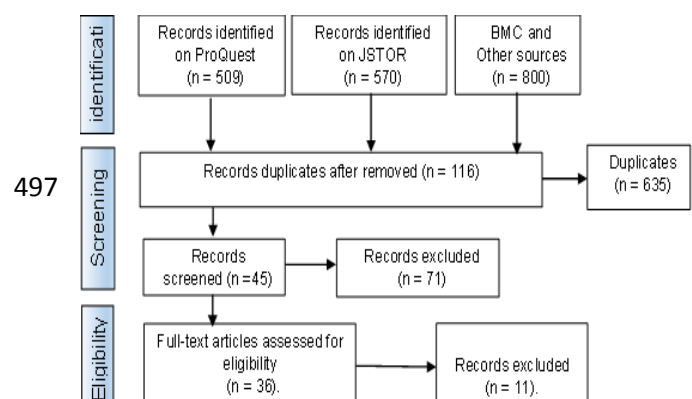 identificati
Records identified
on ProQuest
(n = 509)
Records identified
on JSTOR
(n = 570)
BMC and
Other sources
(n = 800)
497
Screening
Records duplicates after removed (n = 116)
Duplicates
(n = 635)
Records
screened (n =45)
Records excluded
(n = 71)
Eligibility
Full-text articles assessed for
eligibility
(n = 36).
Records excluded
(n = 11).